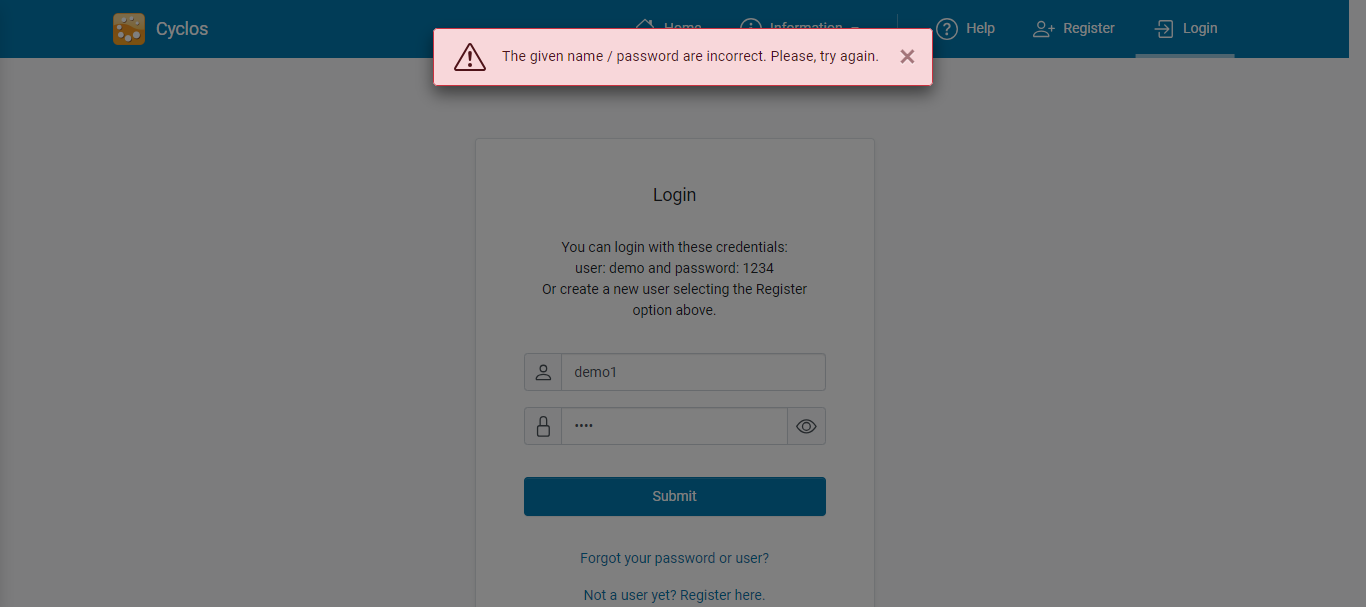 Cyclos
Home
Information
Help
Register
Login
The given name / password are incorrect. Please, try again.
Login
You can login with these credentials:
user: demo and password: 1234
Or create a new user selecting the Register
option above.
demo1
••••
Submit
Forgot your password or user?
Not a user yet? Register here.